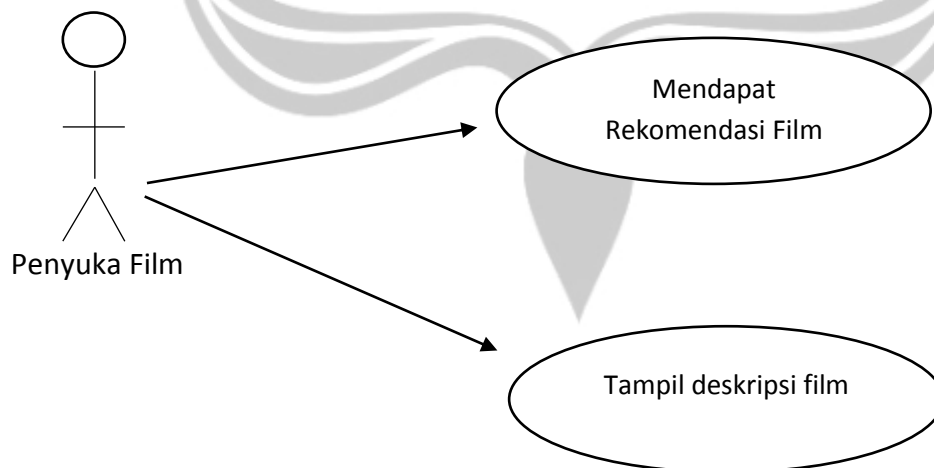 Mendapat
Rekomendasi Film
Penyuka Film
Tampil deskripsi film